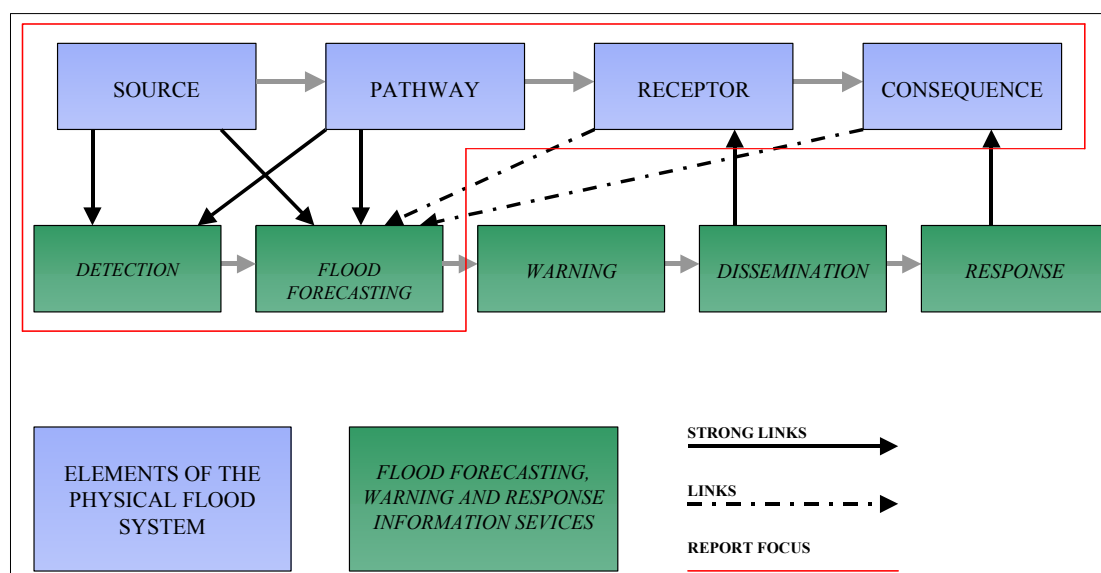 SOURCE
PATHWAY
RECEPTOR
CONSEQUENCE
DETECTION
FLOOD
FORECASTING
WARNING
DISSEMINATION
RESPONSE
ELEMENTS OF THE
PHYSICAL FLOOD
SYSTEM
FLOOD FORECASTING,
WARNING AND RESPONSE
INFORMATION SEVICES
STRONG LINKS
LINKS
REPORT FOCUS